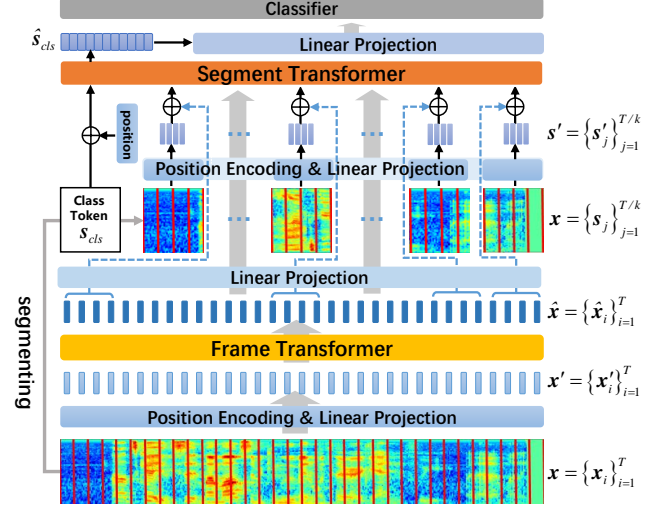 Classifier
ŝ_cls
Linear Projection
Segment Transformer
position
... ...
s′ = {s′_j}_{j=1}^{T/k}
Position Encoding & Linear Projection
Class
Token
s_cls
... ...
x = {s_j}_{j=1}^{T/k}
Linear Projection
segmenting
x̂ = {x̂_i}_{i=1}^{T}
Frame Transformer
x′ = {x′_i}_{i=1}^{T}
Position Encoding & Linear Projection
x = {x_i}_{i=1}^{T}